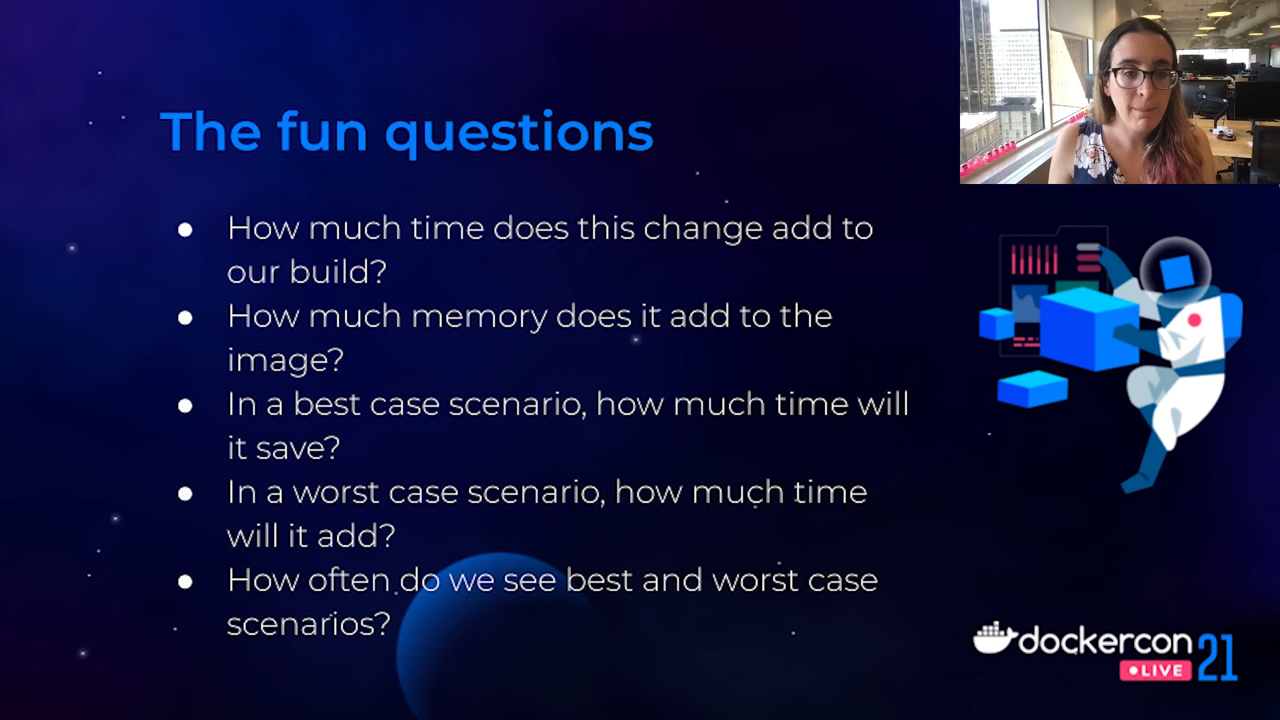 The fun questions
● How much time does this change add to
our build?
● How much memory does it add to the
image?
● In a best case scenario, how much time will
it save?
● In a worst case scenario, how much time
will it add?
● How often do we see best and worst case
scenarios?
dockercon
LIVE 21